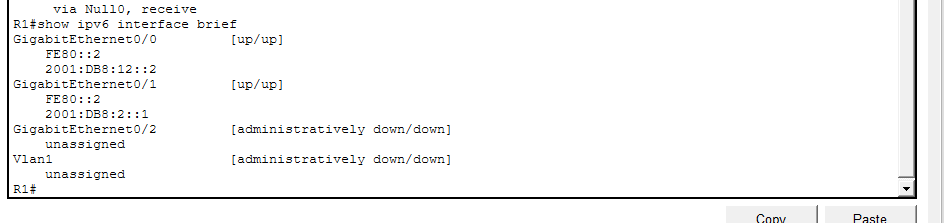 via Null0, receive
R1#show ipv6 interface brief
GigabitEthernet0/0 [up/up]
FE80::2
2001:DB8:12::2
GigabitEthernet0/1 [up/up]
FE80::2
2001:DB8:2::1
GigabitEthernet0/2 [administratively down/down]
unassigned
Vlan1 [administratively down/down]
unassigned
R1#
Copy Paste